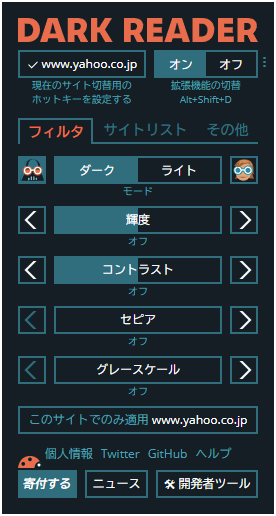 DARK READER
www.yahoo.co.jp オン オフ
現在のサイト切替用の
ホットキーを設定する
拡張機能の切替
Alt+Shift+D
フィルタ サイトリスト その他
ダーク ライト
モード
輝度
オフ
コントラスト
オフ
セピア
オフ
グレースケール
オフ
このサイトでのみ適用 www.yahoo.co.jp
個人情報 Twitter GitHub ヘルプ
寄付する ニュース 開発者ツール